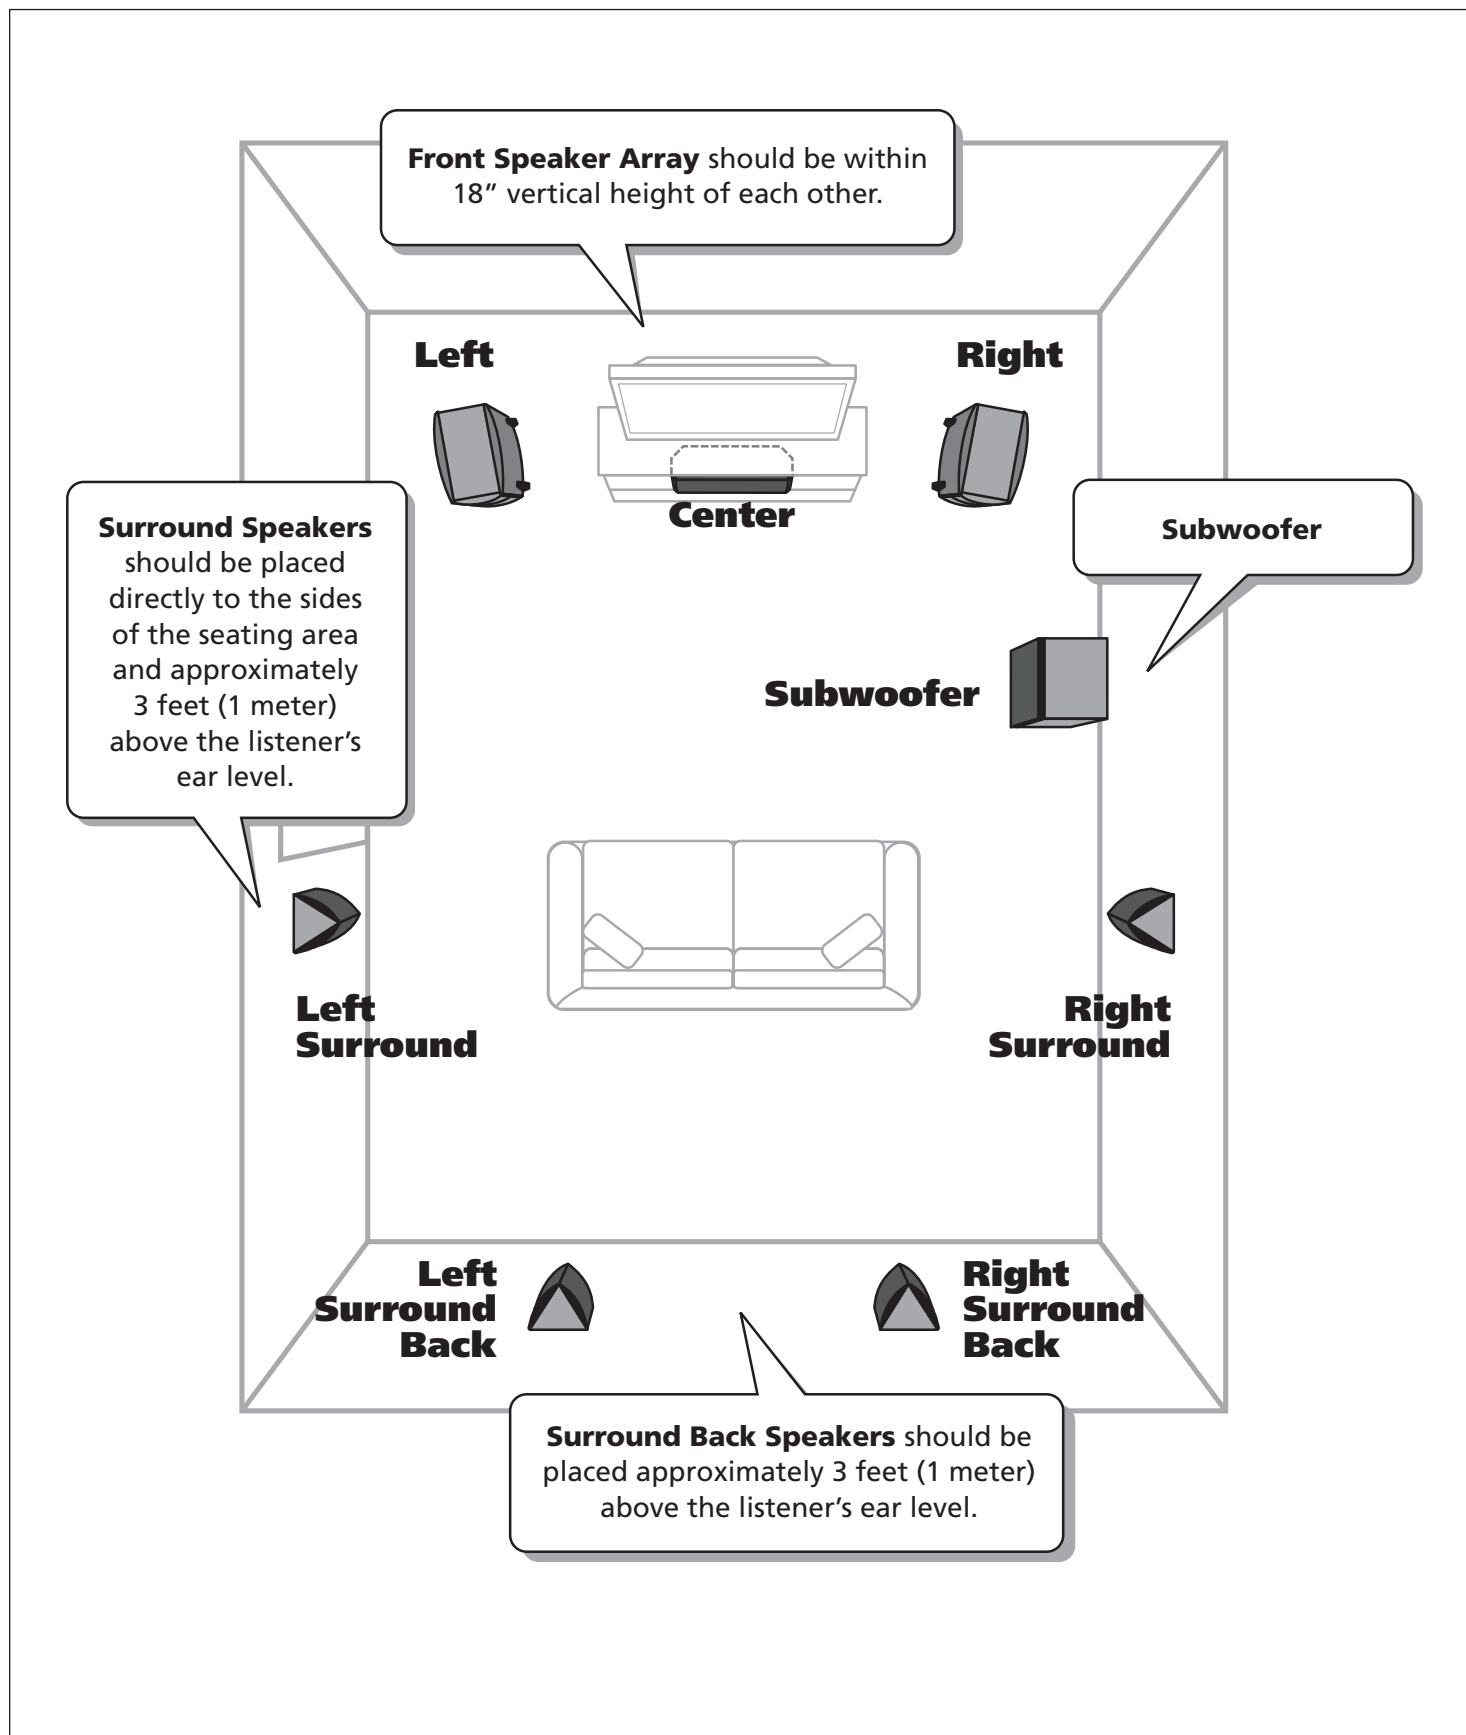 Front Speaker Array should be within
18” vertical height of each other.
Left
Right
Center
Surround Speakers
should be placed
directly to the sides
of the seating area
and approximately
3 feet (1 meter)
above the listener’s
ear level.
Subwoofer
Subwoofer
Left
Surround
Right
Surround
Left
Surround
Back
Right
Surround
Back
Surround Back Speakers should be
placed approximately 3 feet (1 meter)
above the listener’s ear level.